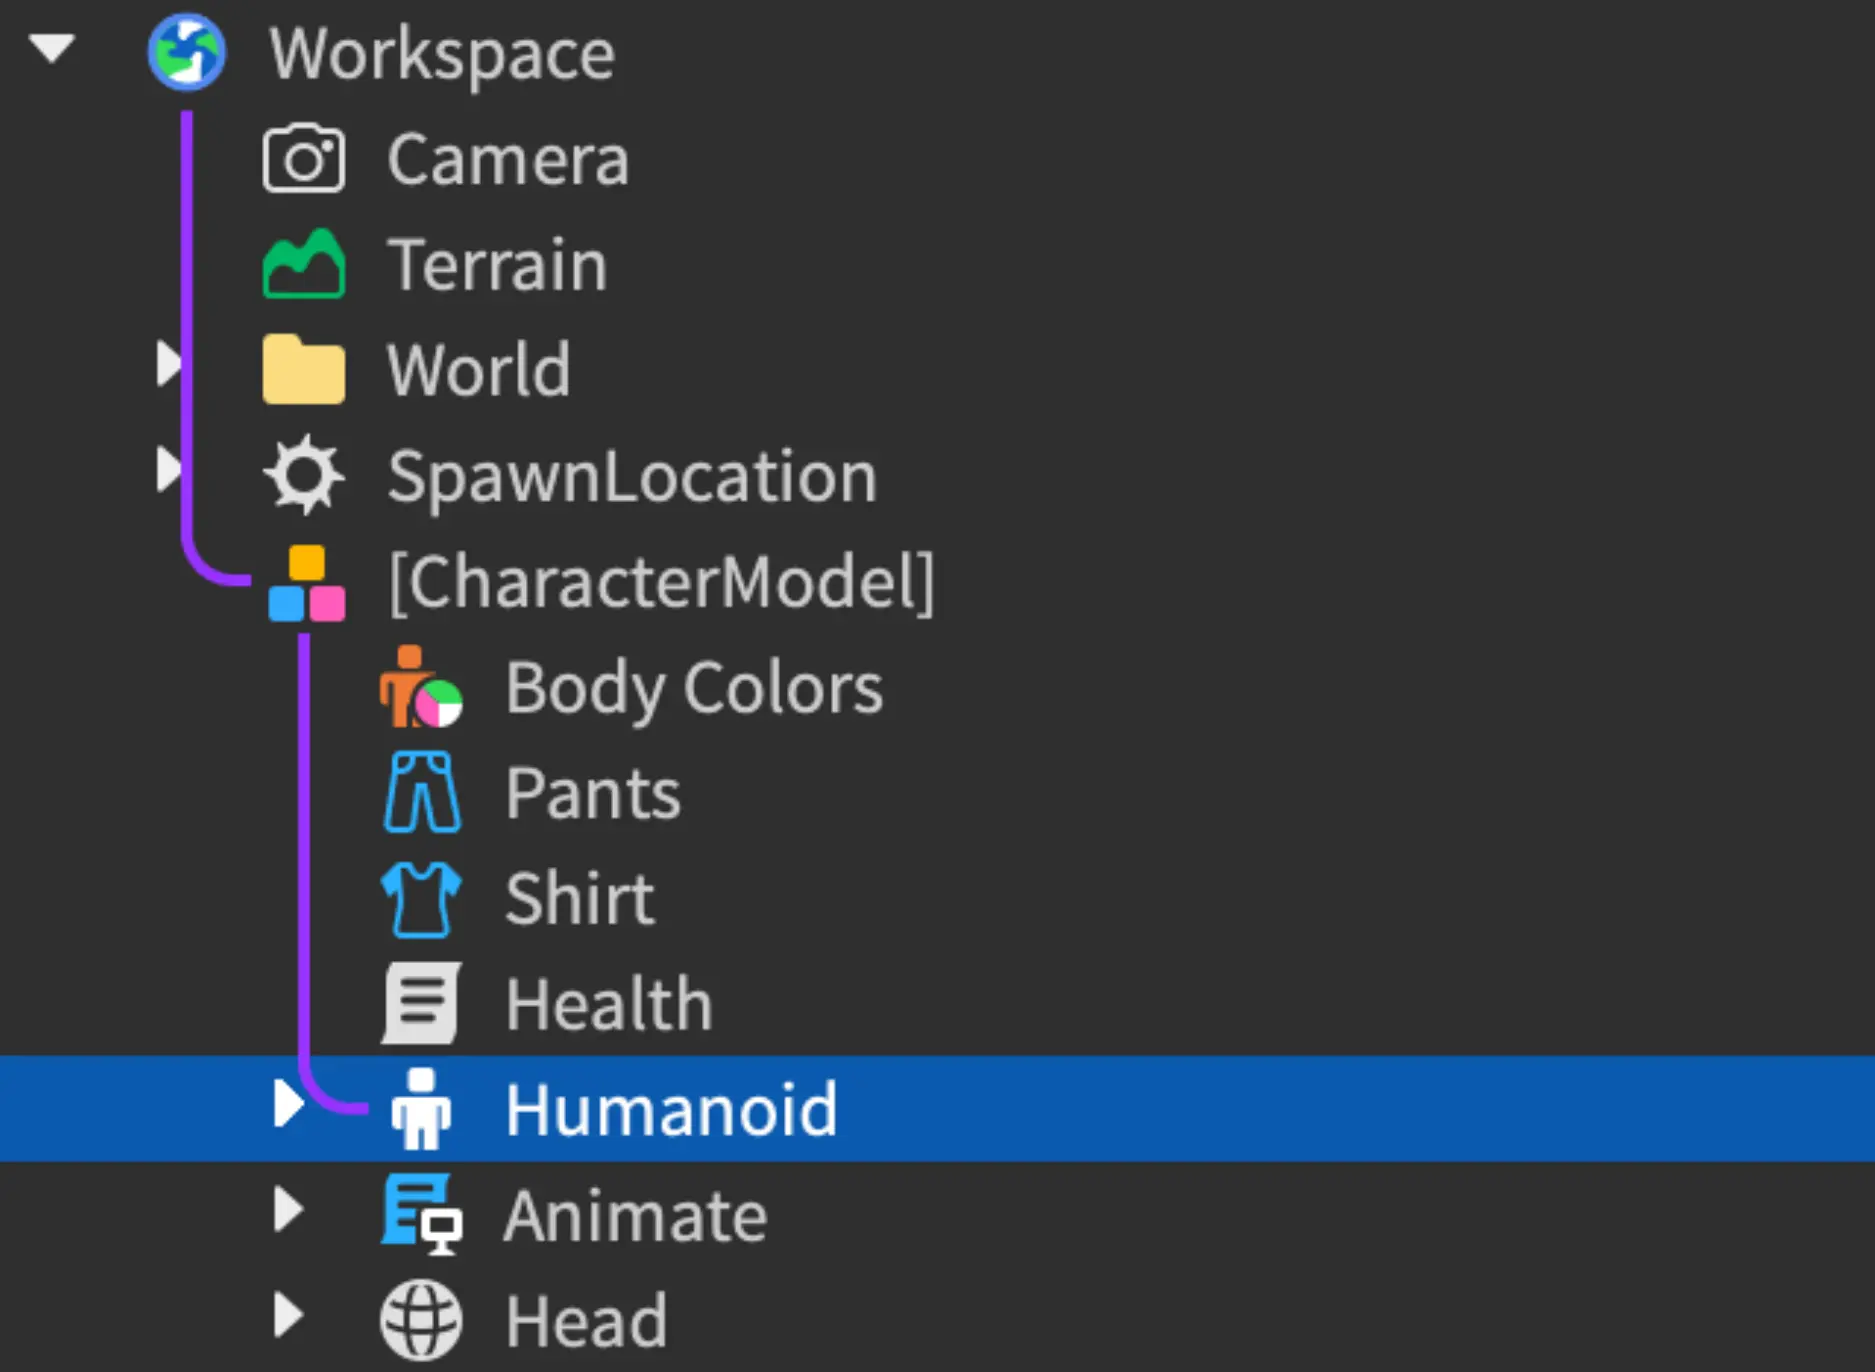 Workspace
Camera
Terrain
World
SpawnLocation
[CharacterModel]
Body Colors
Pants
Shirt
Health
Humanoid
Animate
Head